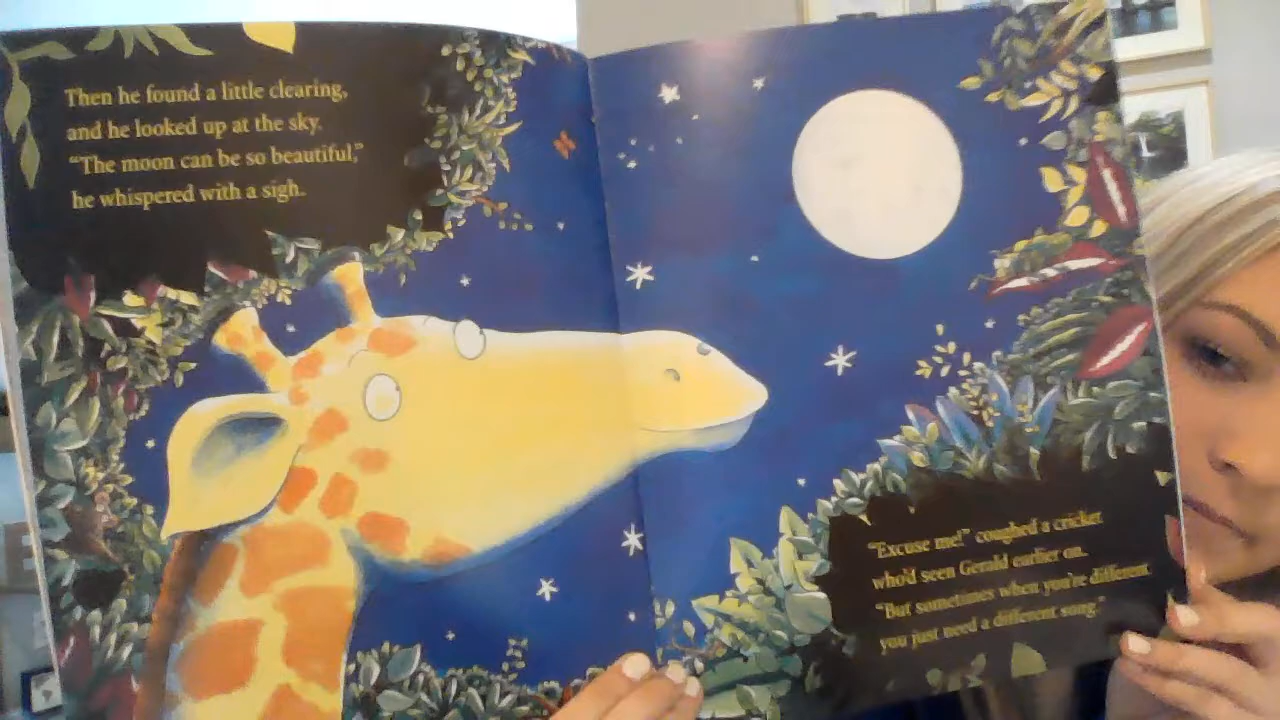 Then he found a little clearing,
and he looked up at the sky.
“The moon can be so beautiful,”
he whispered with a sigh.
“Excuse me!” coughed a cricket
who’d seen Gerald earlier on.
“But sometimes when you’re different
you just need a different song.”